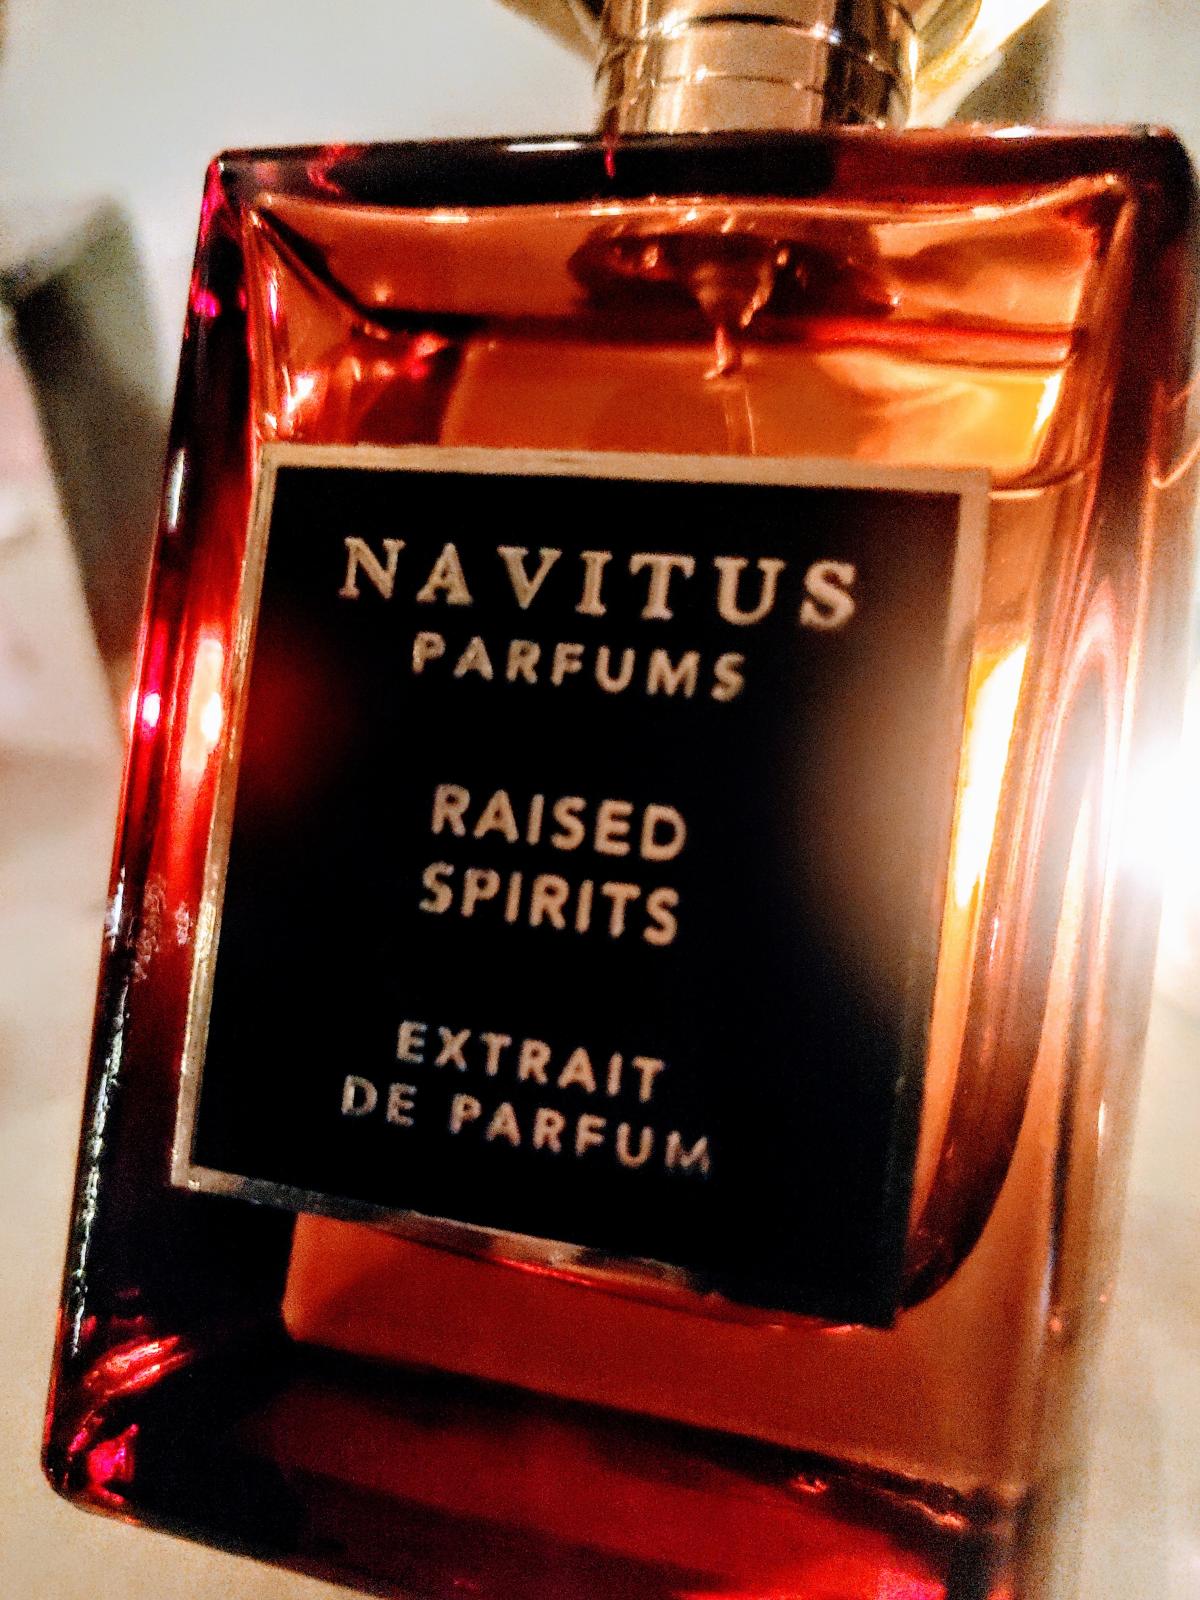 NAVITUS
PARFUMS
RAISED
SPIRITS
EXTRAIT
DE PARFUM